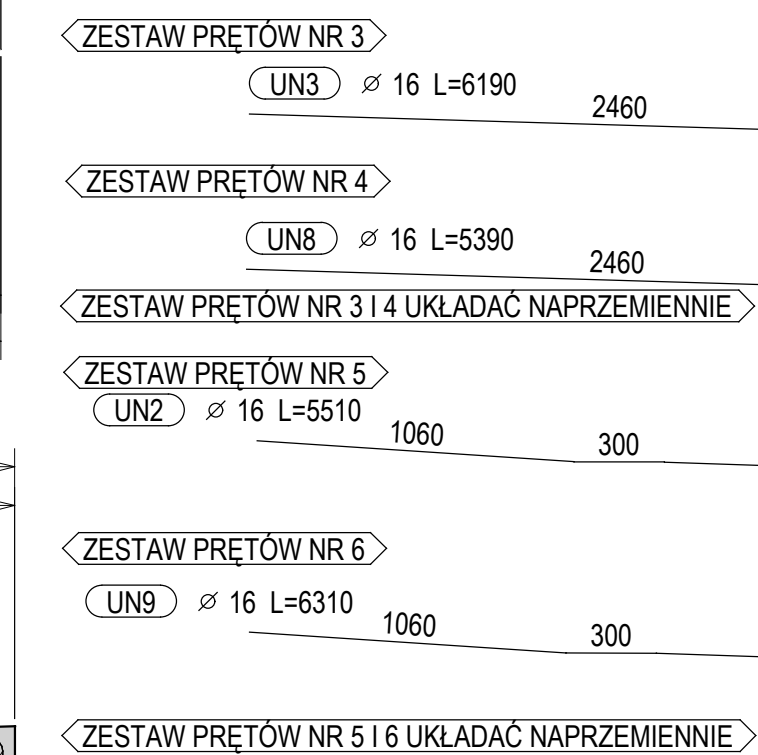 ZESTAW PRĘTÓW NR 3
UN3 ⌀ 16 L=6190
2460
ZESTAW PRĘTÓW NR 4
UN8 ⌀ 16 L=5390
2460
ZESTAW PRĘTÓW NR 3 I 4 UKŁADAĆ NAPRZEMIENNIE
ZESTAW PRĘTÓW NR 5
UN2 ⌀ 16 L=5510
1060 300
ZESTAW PRĘTÓW NR 6
UN9 ⌀ 16 L=6310
1060 300
ZESTAW PRĘTÓW NR 5 I 6 UKŁADAĆ NAPRZEMIENNIE